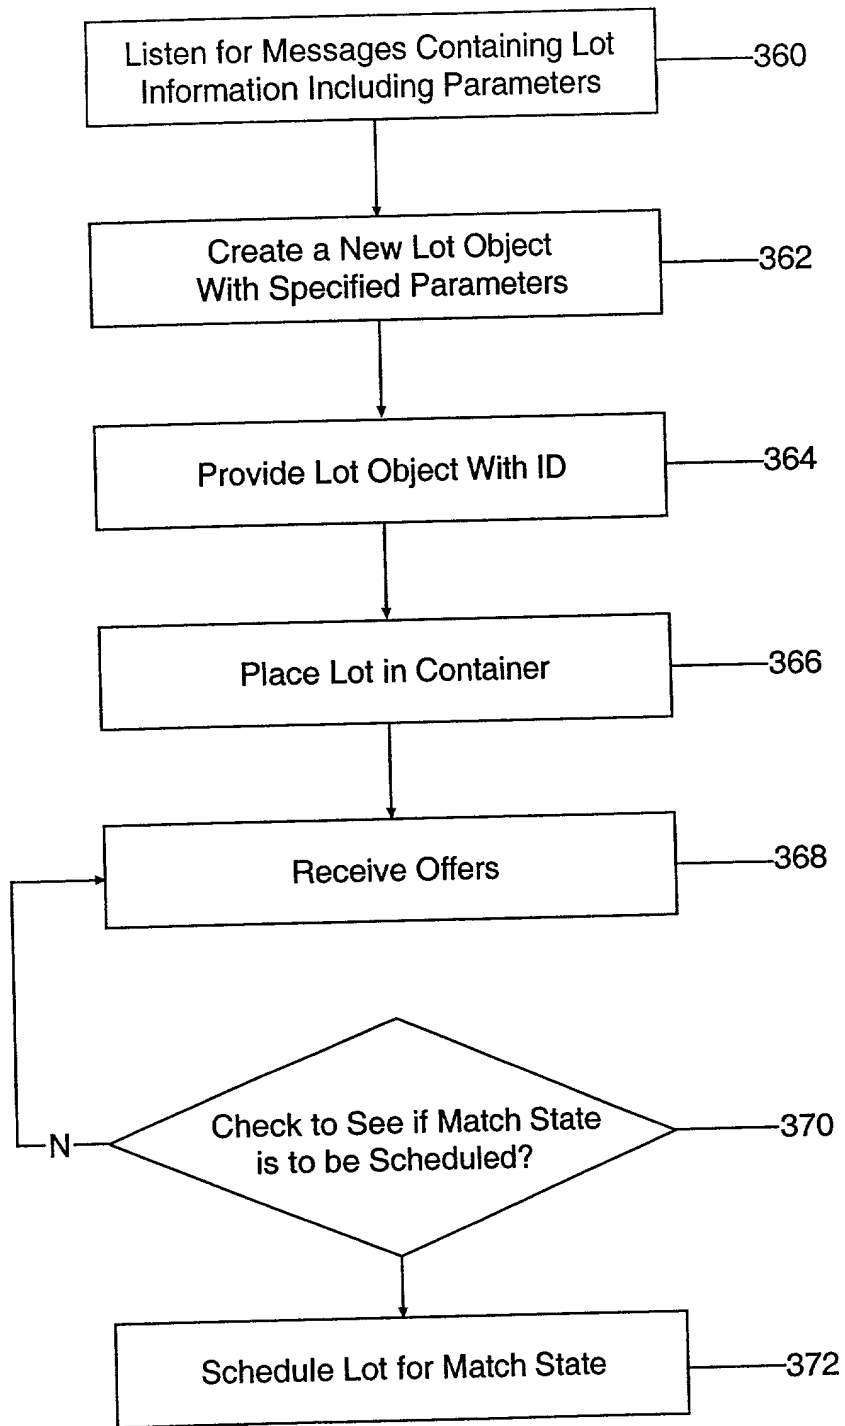 Listen for Messages Containing Lot
Information Including Parameters
360
Create a New Lot Object
With Specified Parameters
362
Provide Lot Object With ID
364
Place Lot in Container
366
Receive Offers
368
Check to See if Match State
is to be Scheduled?
370
N
Schedule Lot for Match State
372